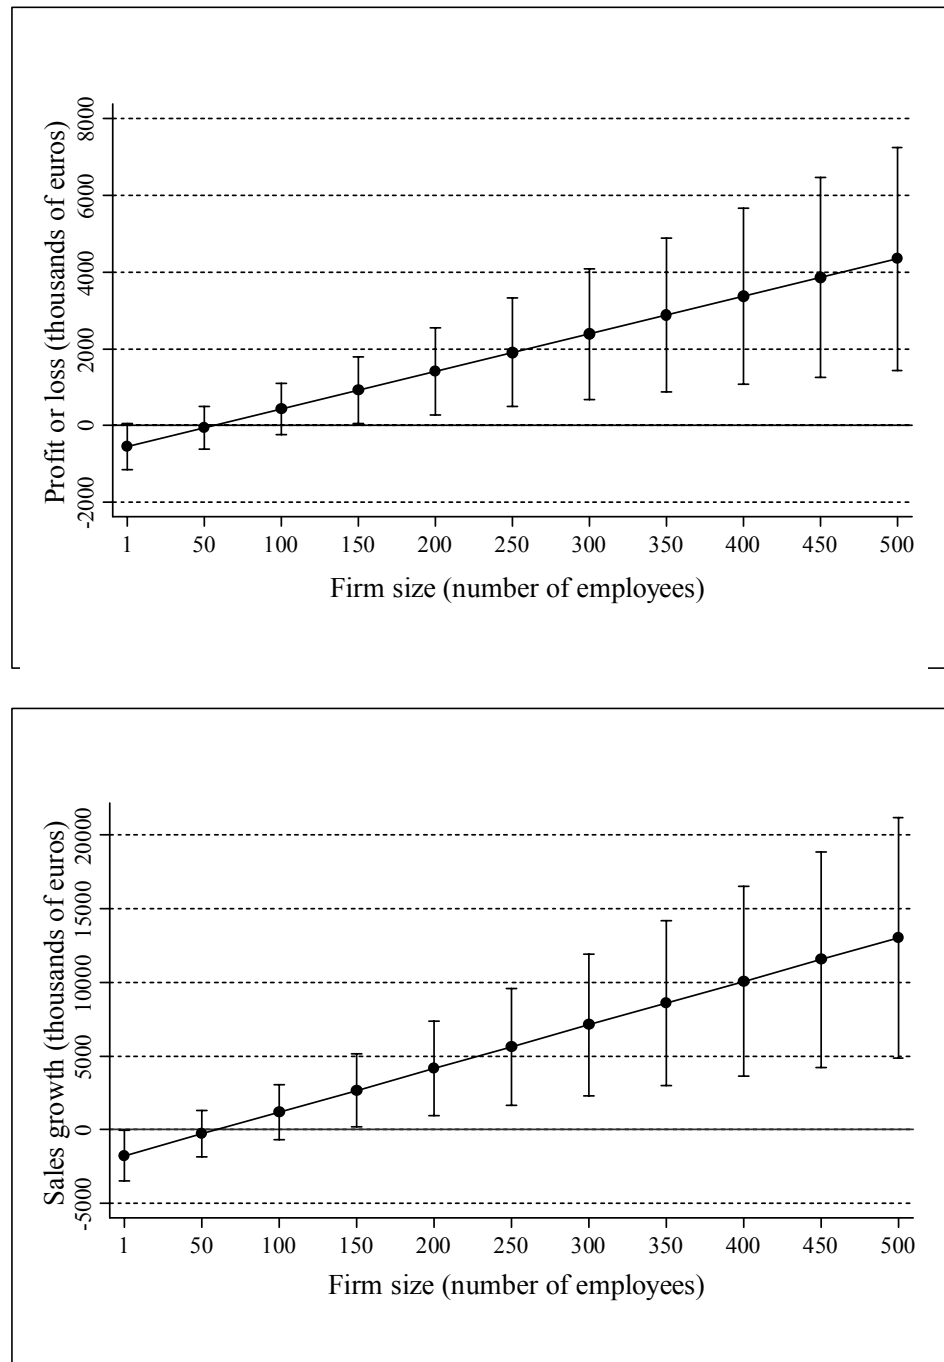 Profit or loss (thousands of euros)
8000
6000
4000
2000
0
-2000
1 50 100 150 200 250 300 350 400 450 500
Firm size (number of employees)
Sales growth (thousands of euros)
20000
15000
10000
5000
0
-5000
1 50 100 150 200 250 300 350 400 450 500
Firm size (number of employees)